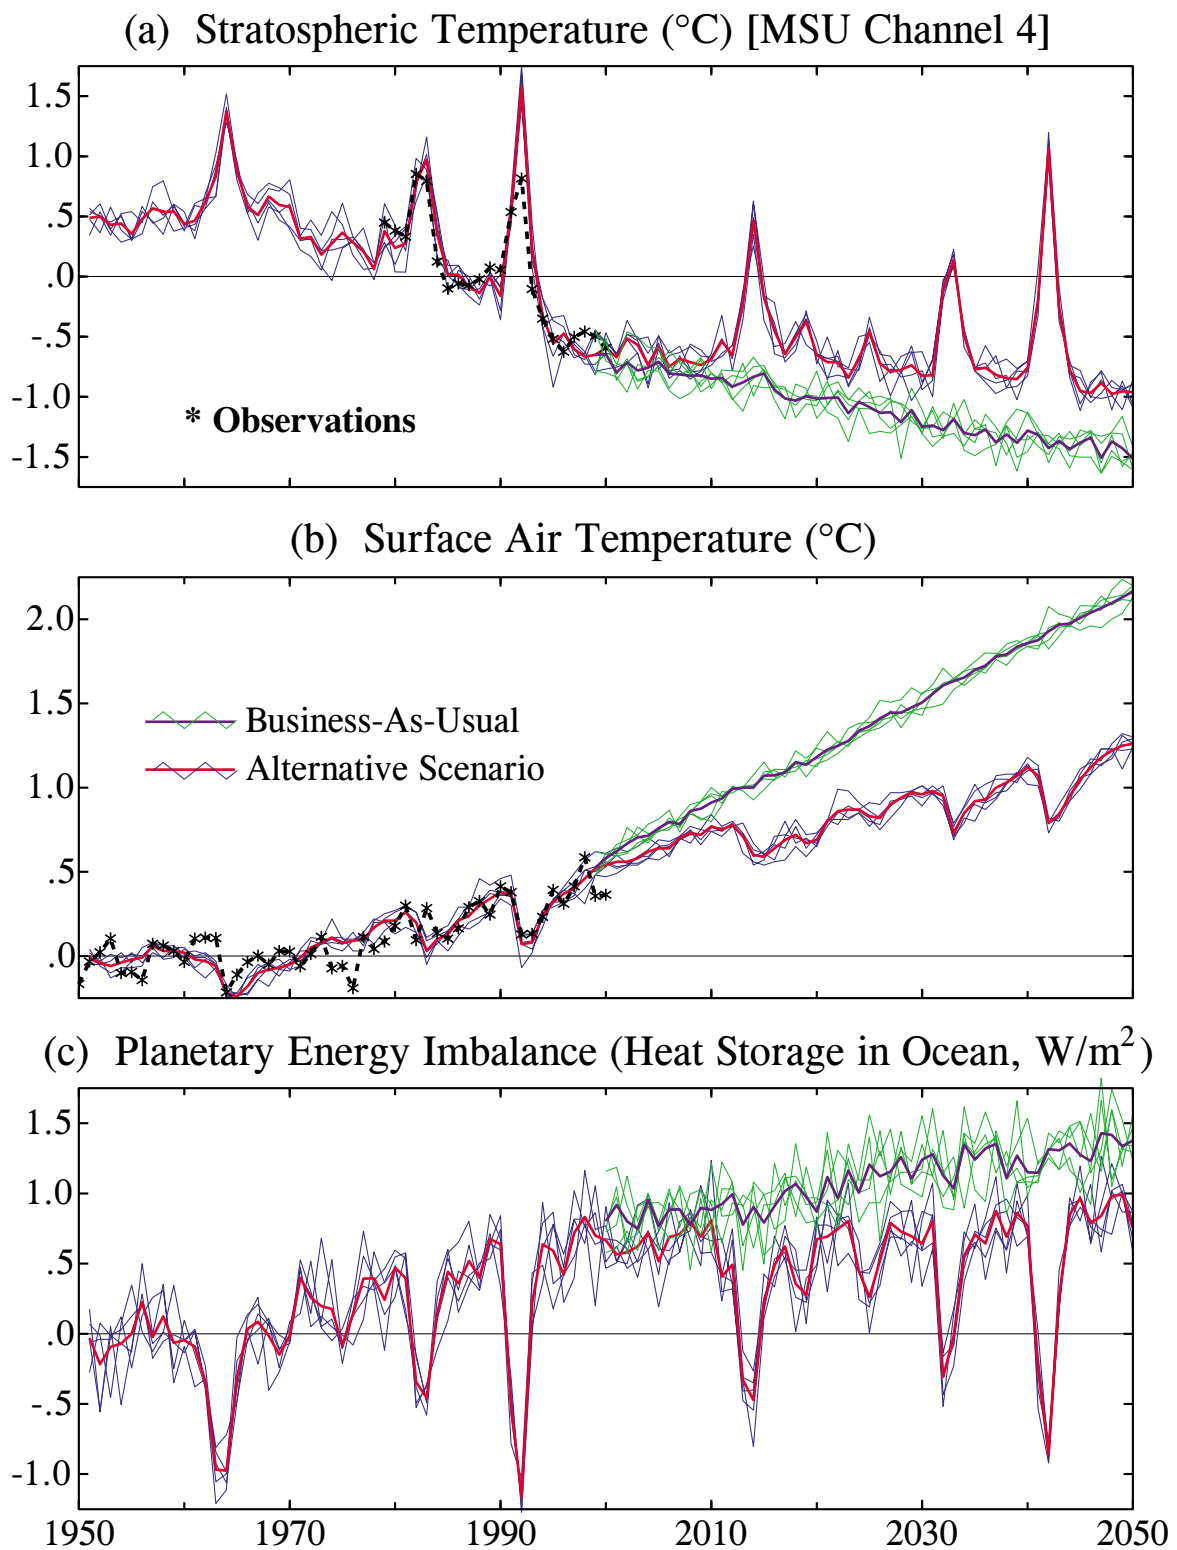 (a) Stratospheric Temperature (°C) [MSU Channel 4]
1.5
1.0
.5
.0
-.5
-1.0
-1.5
* Observations
(b) Surface Air Temperature (°C)
2.0
1.5
1.0
.5
.0
Business-As-Usual
Alternative Scenario
(c) Planetary Energy Imbalance (Heat Storage in Ocean, W/m²)
1.5
1.0
.5
.0
-.5
-1.0
1950 1970 1990 2010 2030 2050